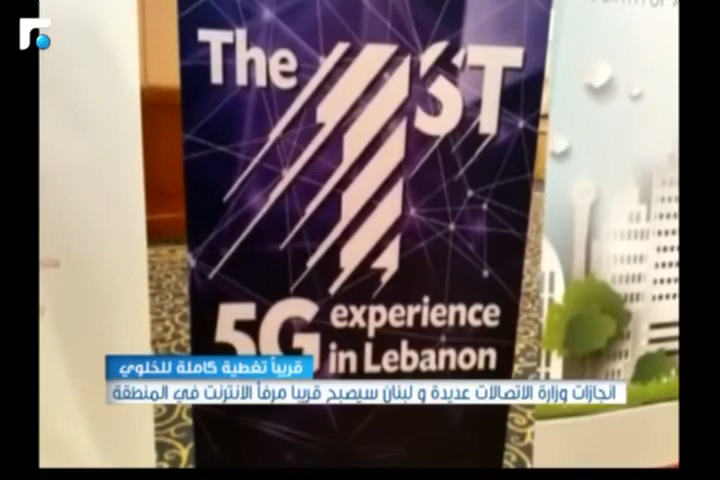 The 1ST
5G experience
in Lebanon
قريباً تغطية كاملة للخلوي
انجازات وزارة الاتصالات عديدة و لبنان سيصبح قريبا مرفأ الانترنت في المنطقة